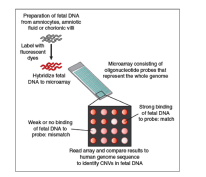 Preparation of fetal DNA
from amniocytes, amniotic
fluid or chorionic villi
Label with
fluorescent
dyes
Hybridize fetal
DNA to microarray
Microarray consisting of
oligonucleotide probes that
represent the whole genome
Strong binding
of fetal DNA
to probe: match
Weak or no binding
of fetal DNA to
probe: mismatch
Read array and compare results to
human genome sequence
to identify CNVs in fetal DNA